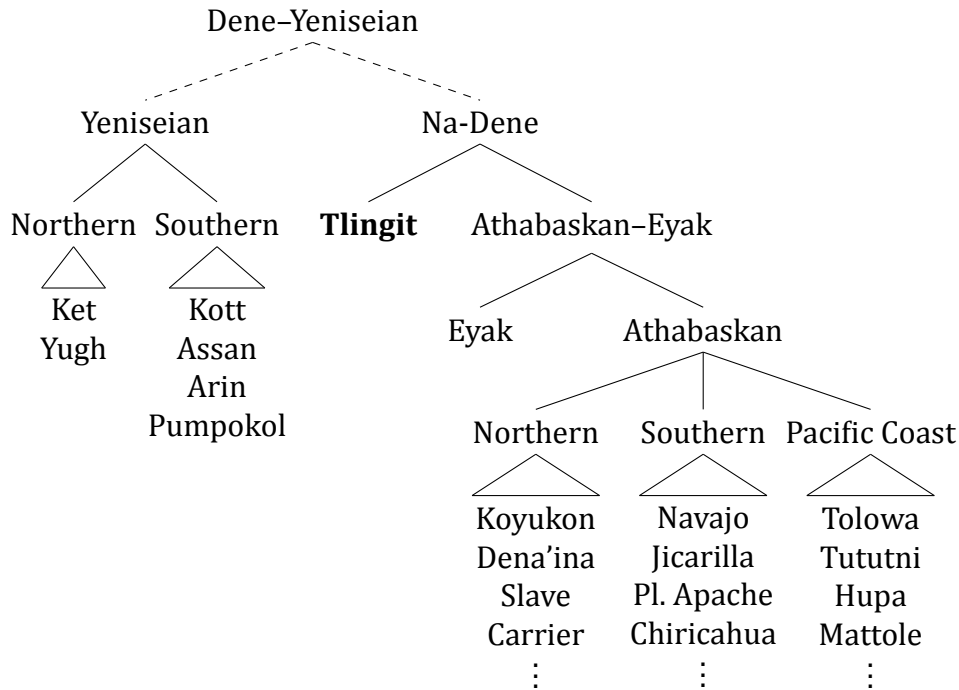 Dene–Yeniseian
Yeniseian Na-Dene
Northern Southern Tlingit Athabaskan–Eyak
Ket Kott
Yugh Assan
Arin
Pumpokol
Eyak Athabaskan
Northern Southern Pacific Coast
Koyukon Navajo Tolowa
Dena’ina Jicarilla Tututni
Slave Pl. Apache Hupa
Carrier Chiricahua Mattole
⋮ ⋮ ⋮